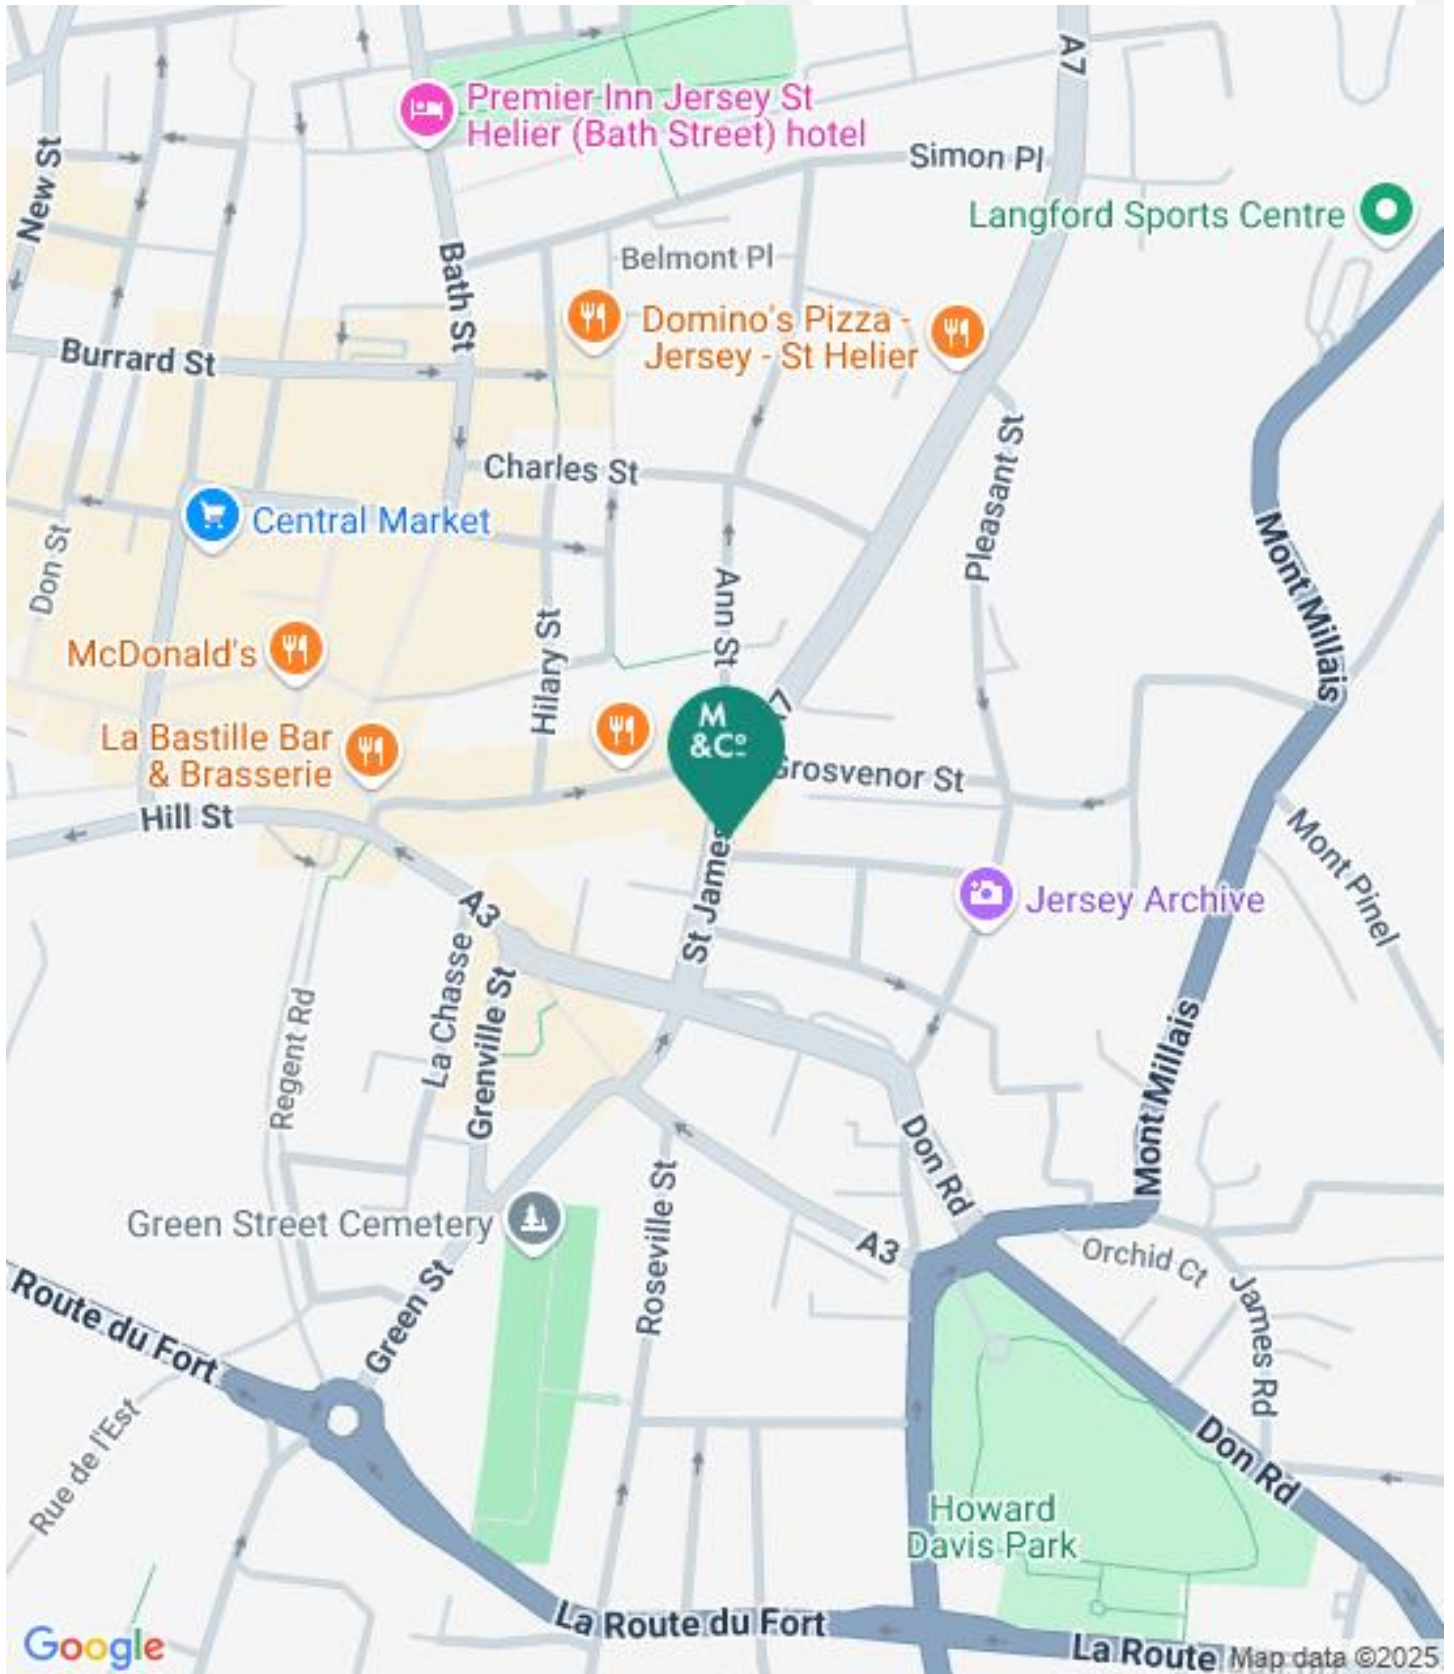 A7
Premier Inn Jersey St
Helier (Bath Street) hotel
Simon Pl
New St
Langford Sports Centre
Belmont Pl
Bath St
Domino's Pizza -
Jersey - St Helier
Burrard St
Pleasant St
Charles St
Central Market
Don St
Mont Millais
Ann St
McDonald's
Hilary St
M
&Cº
La Bastille Bar
& Brasserie
Grosvenor St
Hill St
Mont Pinel
St James
Jersey Archive
A3
La Chasse
Grenville St
Regent Rd
Mont Millais
Don Rd
Roseville St
Green Street Cemetery
A3
Orchid Ct
Green St
James Rd
Route du Fort
Rue de l'Est
Don Rd
Howard
Davis Park
La Route du Fort
La Route
Google
Map data ©2025